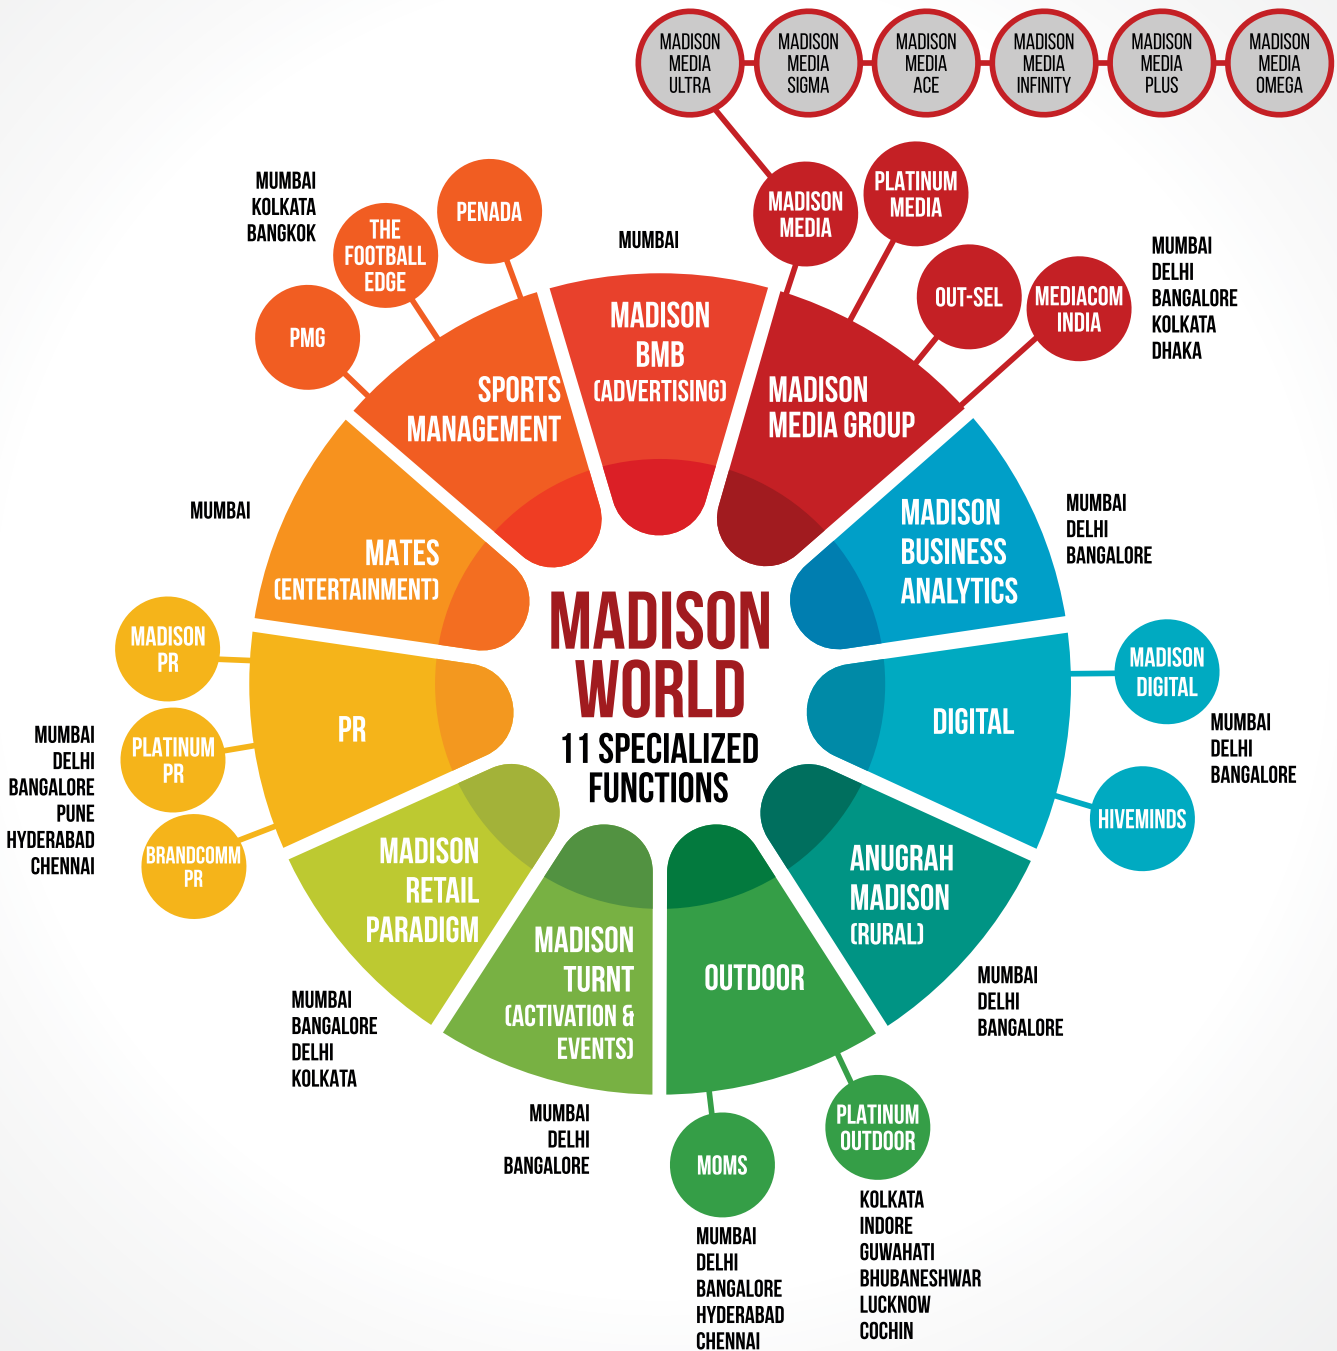 MADISON
MEDIA
ULTRA
MADISON
MEDIA
SIGMA
MADISON
MEDIA
ACE
MADISON
MEDIA
INFINITY
MADISON
MEDIA
PLUS
MADISON
MEDIA
OMEGA
MUMBAI
KOLKATA
BANGKOK
THE
FOOTBALL
EDGE
PENADA
PMG
SPORTS
MANAGEMENT
MUMBAI
MADISON
BMB
(ADVERTISING)
MADISON
MEDIA
PLATINUM
MEDIA
OUT-SEL
MEDIACOM
INDIA
MUMBAI
DELHI
BANGALORE
KOLKATA
DHAKA
MADISON
MEDIA GROUP
MUMBAI
MATES
(ENTERTAINMENT)
MADISON
BUSINESS
ANALYTICS
MUMBAI
DELHI
BANGALORE
MADISON
WORLD
11 SPECIALIZED
FUNCTIONS
MADISON
PR
PLATINUM
PR
BRANDCOMM
PR
MUMBAI
DELHI
BANGALORE
PUNE
HYDERABAD
CHENNAI
PR
DIGITAL
MADISON
DIGITAL
MUMBAI
DELHI
BANGALORE
HIVEMINDS
MADISON
RETAIL
PARADIGM
MUMBAI
BANGALORE
DELHI
KOLKATA
MADISON
TURNT
(ACTIVATION &
EVENTS)
MUMBAI
DELHI
BANGALORE
OUTDOOR
ANUGRAH
MADISON
(RURAL)
MUMBAI
DELHI
BANGALORE
MOMS
MUMBAI
DELHI
BANGALORE
HYDERABAD
CHENNAI
PLATINUM
OUTDOOR
KOLKATA
INDORE
GUWAHATI
BHUBANESHWAR
LUCKNOW
COCHIN